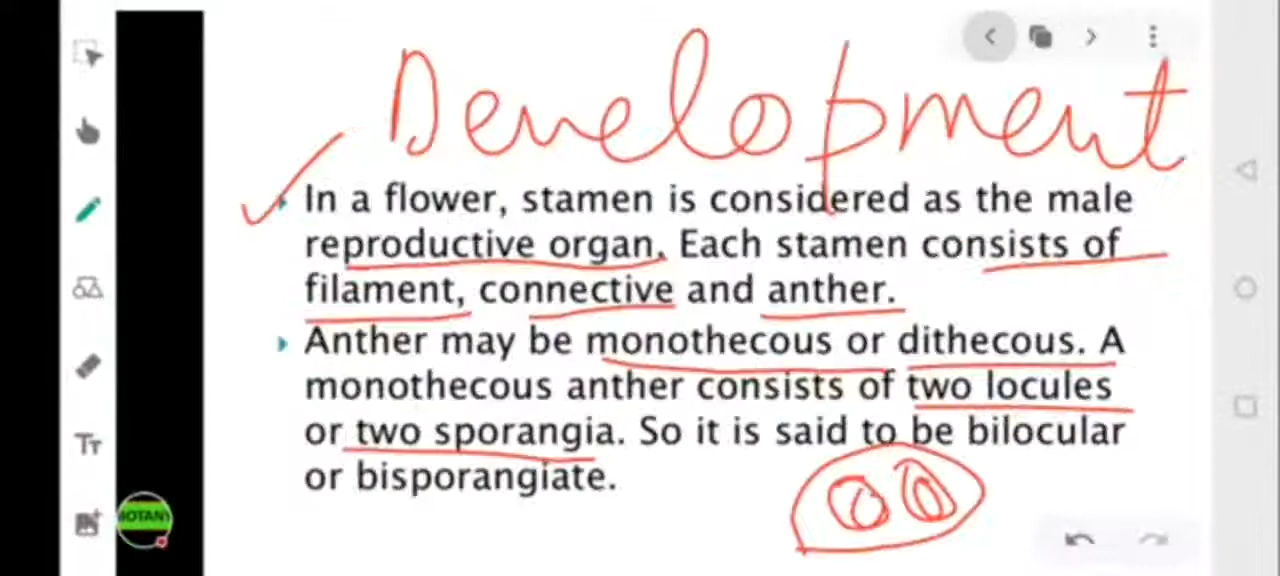 Development
In a flower, stamen is considered as the male
reproductive organ. Each stamen consists of
filament, connective and anther.
Anther may be monothecous or dithecous. A
monothecous anther consists of two locules
or two sporangia. So it is said to be bilocular
or bisporangiate.
Tт
BOTANY